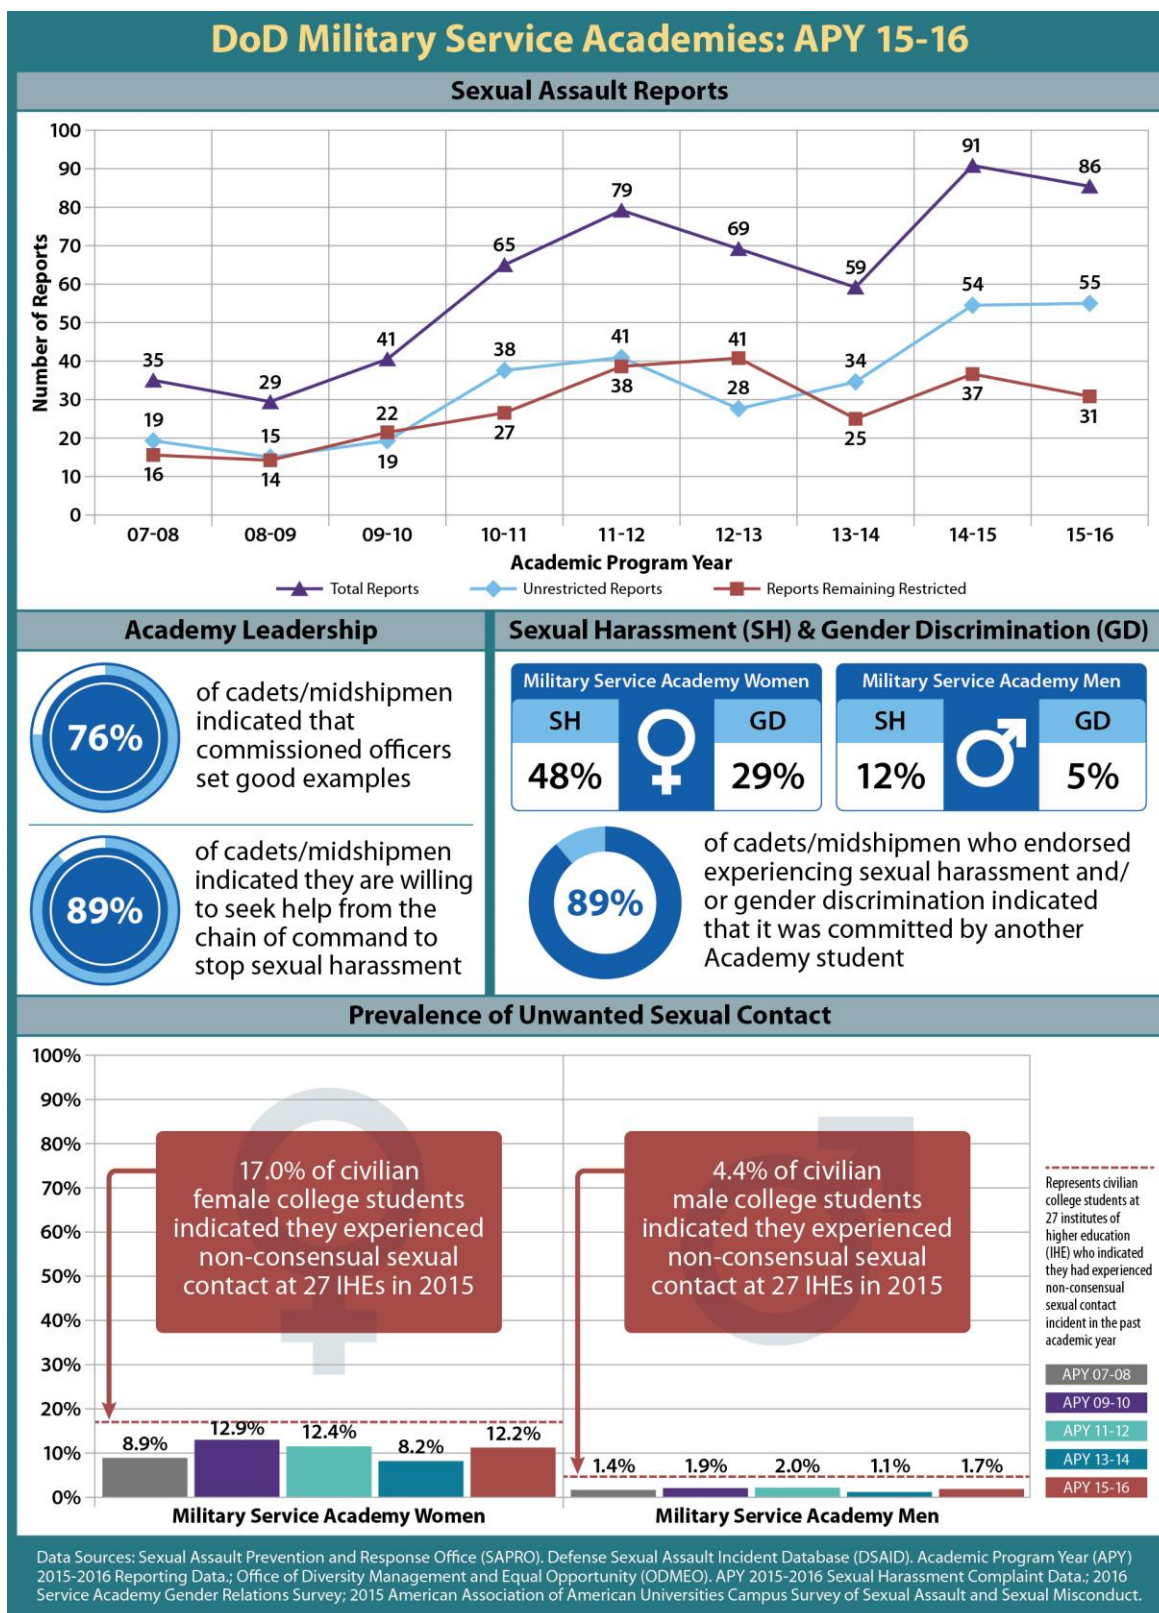 DoD Military Service Academies: APY 15-16
Sexual Assault Reports
100
90
80
70
60
50
40
30
20
10
0
Number of Reports
35
29
41
65
79
69
59
91
86
19
15
19
38
41
28
34
54
55
16
14
22
27
38
41
25
37
31
07-08
08-09
09-10
10-11
11-12
12-13
13-14
14-15
15-16
Academic Program Year
Total Reports
Unrestricted Reports
Reports Remaining Restricted
Academy Leadership
76%
of cadets/midshipmen
indicated that
commissioned officers
set good examples
89%
of cadets/midshipmen
indicated they are willing
to seek help from the
chain of command to
stop sexual harassment
Sexual Harassment (SH) & Gender Discrimination (GD)
Military Service Academy Women
SH
GD
48%
29%
Military Service Academy Men
SH
GD
12%
5%
89%
of cadets/midshipmen who endorsed
experiencing sexual harassment and/
or gender discrimination indicated
that it was committed by another
Academy student
Prevalence of Unwanted Sexual Contact
100%
90%
80%
70%
60%
50%
40%
30%
20%
10%
0%
17.0% of civilian
female college students
indicated they experienced
non-consensual sexual
contact at 27 IHEs in 2015
4.4% of civilian
male college students
indicated they experienced
non-consensual sexual
contact at 27 IHEs in 2015
8.9%
12.9%
12.4%
8.2%
12.2%
1.4%
1.9%
2.0%
1.1%
1.7%
Military Service Academy Women
Military Service Academy Men
Represents civilian
college students at
27 institutes of
higher education
(IHE) who indicated
they had experienced
non-consensual
sexual contact
incident in the past
academic year
APY 07-08
APY 09-10
APY 11-12
APY 13-14
APY 15-16
Data Sources: Sexual Assault Prevention and Response Office (SAPRO). Defense Sexual Assault Incident Database (DSAID). Academic Program Year (APY)
2015-2016 Reporting Data.; Office of Diversity Management and Equal Opportunity (ODMEO). APY 2015-2016 Sexual Harassment Complaint Data.; 2016
Service Academy Gender Relations Survey; 2015 American Association of American Universities Campus Survey of Sexual Assault and Sexual Misconduct.